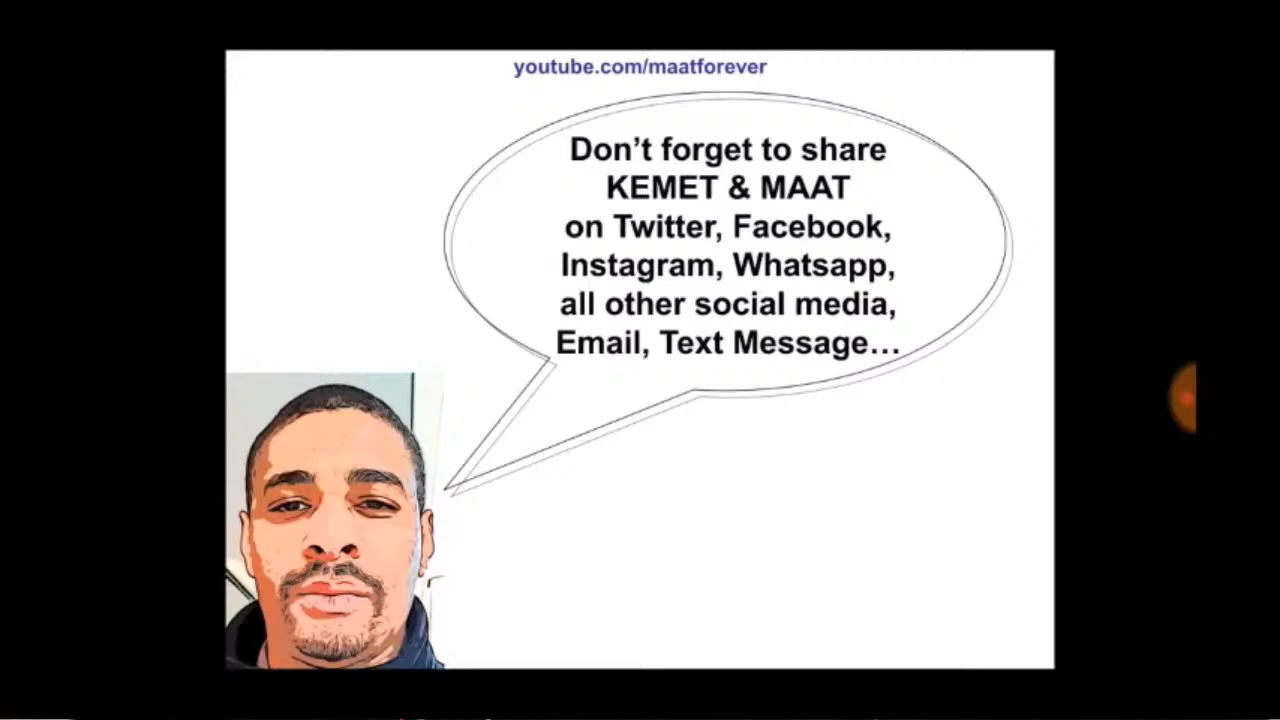 youtube.com/maatforever
Don’t forget to share
KEMET & MAAT
on Twitter, Facebook,
Instagram, Whatsapp,
all other social media,
Email, Text Message…